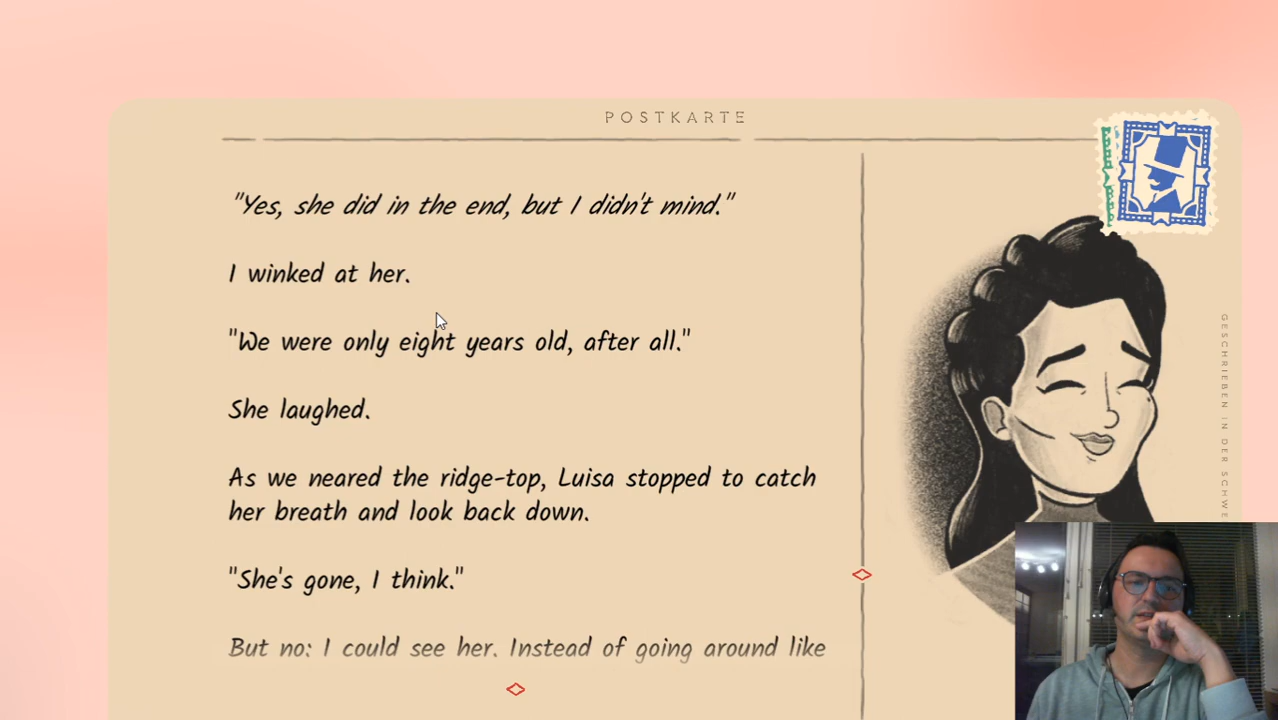 POSTKARTE
"Yes, she did in the end, but I didn't mind."
I winked at her.
"We were only eight years old, after all."
She laughed.
As we neared the ridge-top, Luisa stopped to catch
her breath and look back down.
"She's gone, I think."
But no: I could see her. Instead of going around like
GESCHRIEBEN IN DER SCHWE